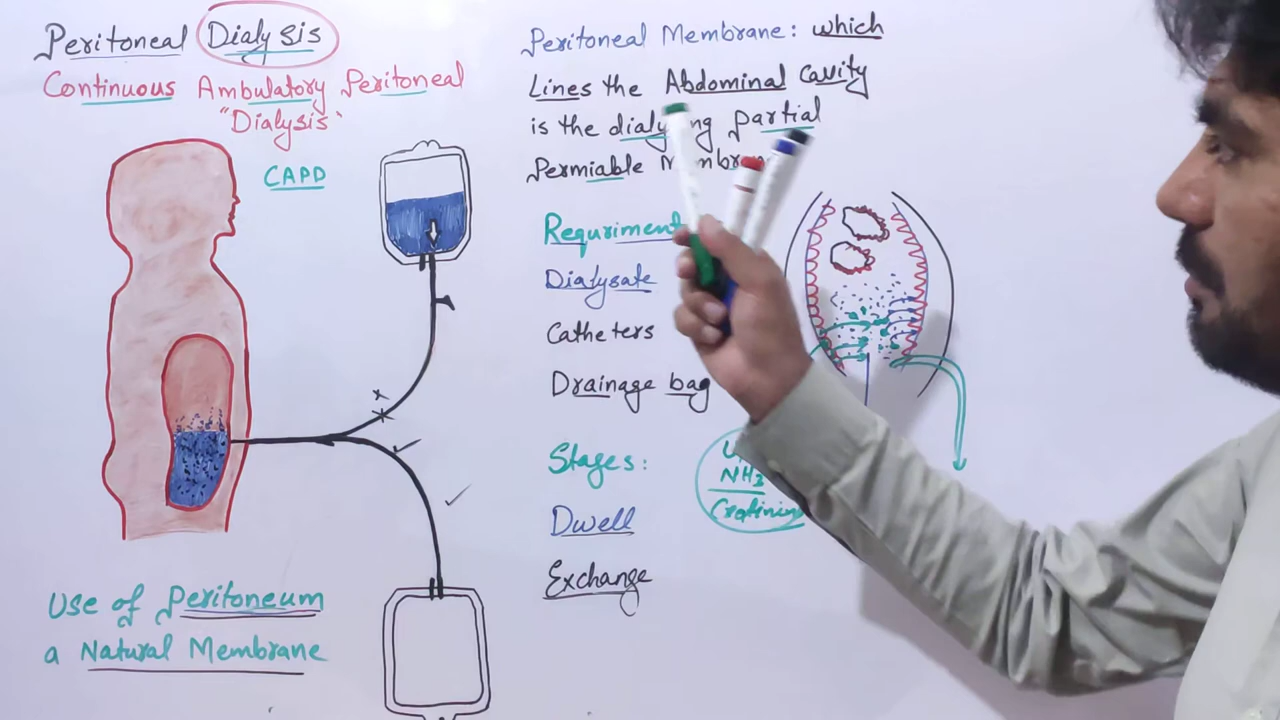 Peritoneal Dialysis
Continuous Ambulatory Peritoneal
"Dialysis"
CAPD
Use of Peritoneum
a Natural Membrane
Peritoneal Membrane: which
Lines the Abdominal Cavity
is the partial
Permiable
Requriment
Dialysate
Catheters
Drainage bag
Stages:
NH3
Dwell
Exchange